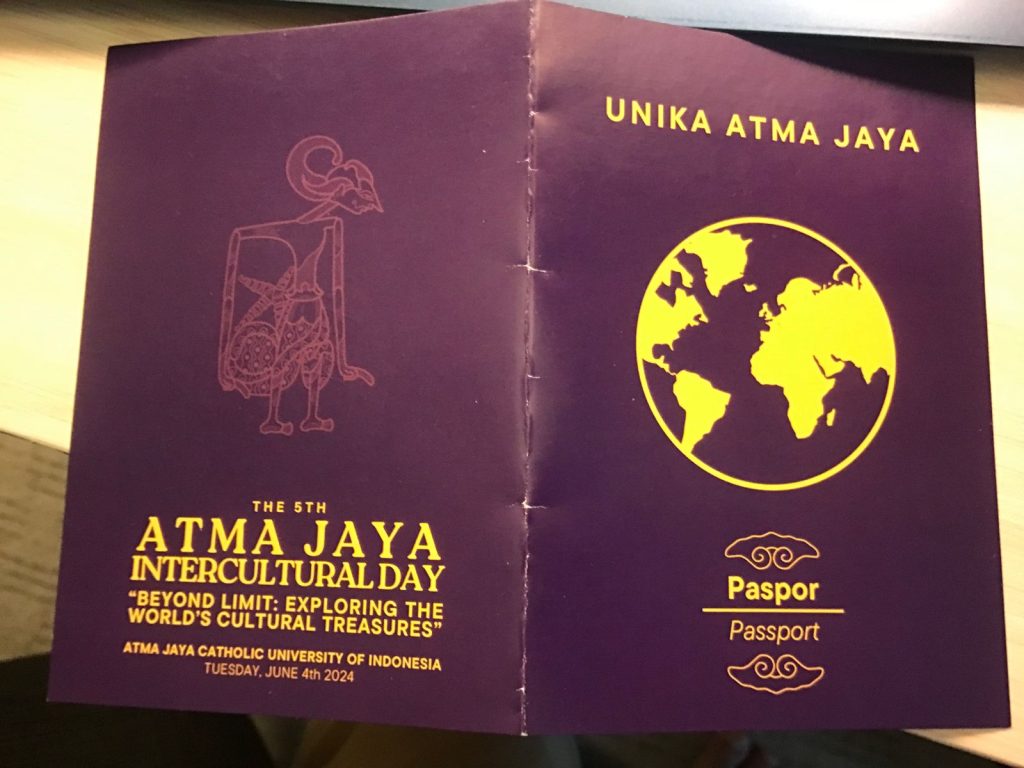 THE 5TH
ATMA JAYA
INTERCULTURAL DAY
“BEYOND LIMIT: EXPLORING THE
WORLD’S CULTURAL TREASURES”
ATMA JAYA CATHOLIC UNIVERSITY OF INDONESIA
TUESDAY, JUNE 4th 2024
UNIKA ATMA JAYA
Paspor
Passport